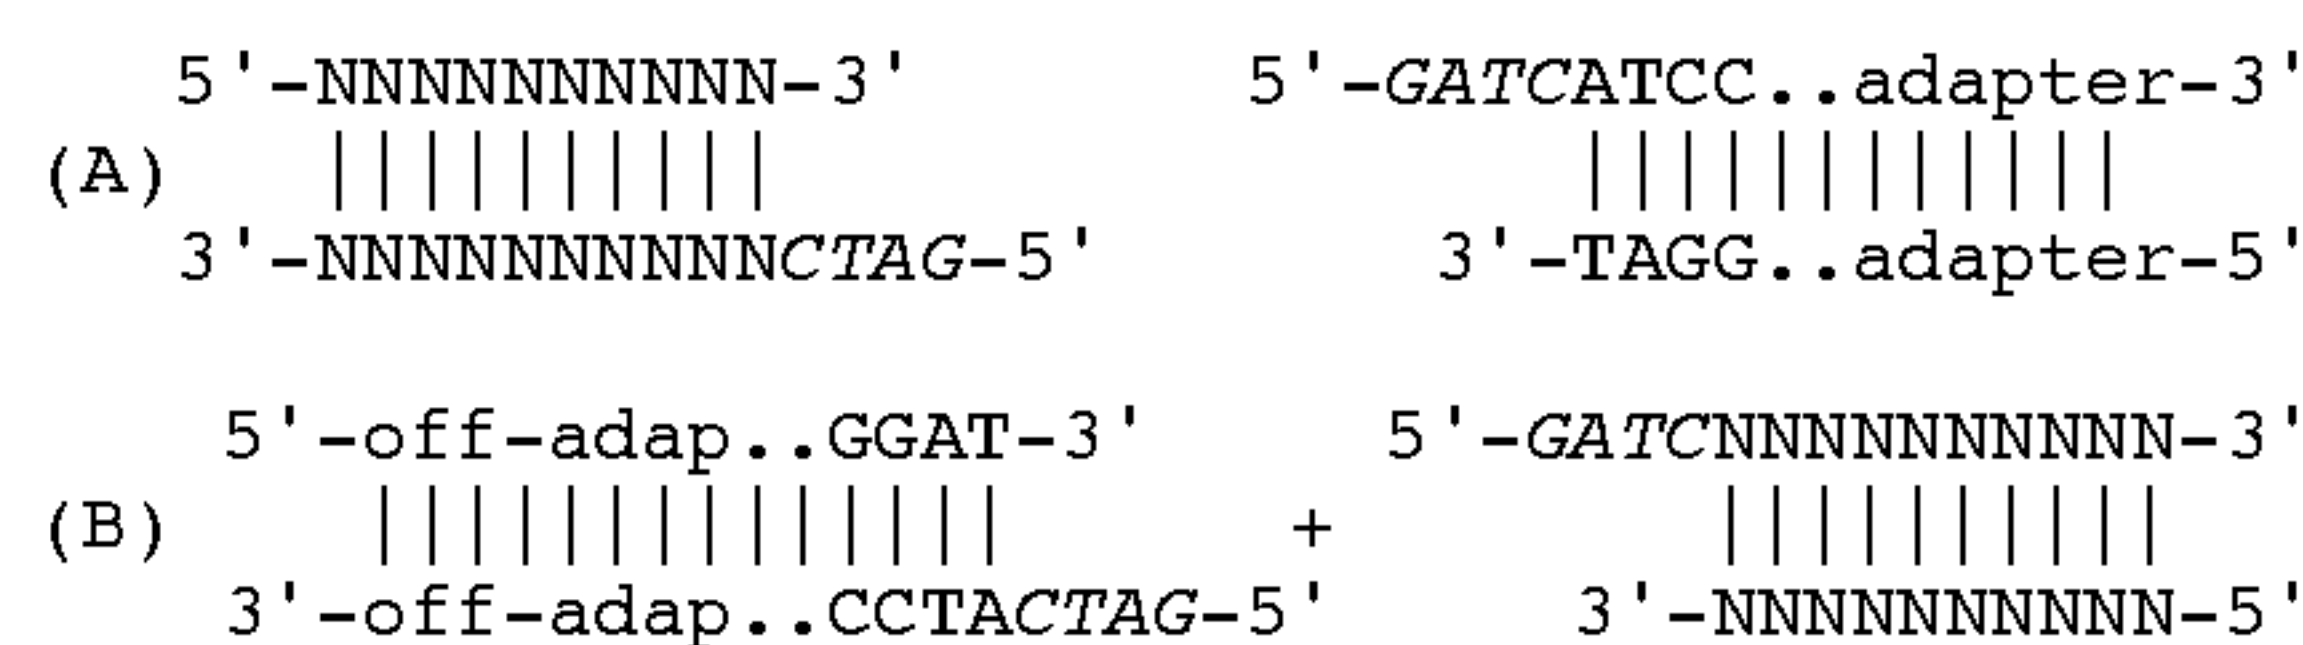 5'-NNNNNNNNNN-3' 5'-GATCATCC..adapter-3'
(A) |||||||||| ||||||||||||
3'-NNNNNNNNNNCTAG-5' 3'-TAGG..adapter-5'
5'-off-adap..GGAT-3' 5'-GATCNNNNNNNNNN-3'
(B) |||||||||||||| + ||||||||||
3'-off-adap..CCTACTAG-5' 3'-NNNNNNNNNN-5'